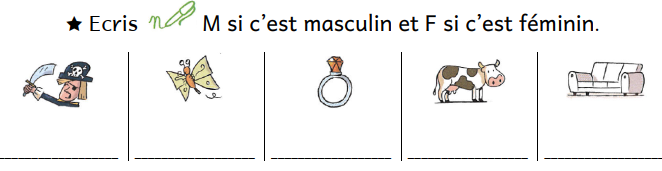 ★ Ecris M si c’est masculin et F si c’est féminin.